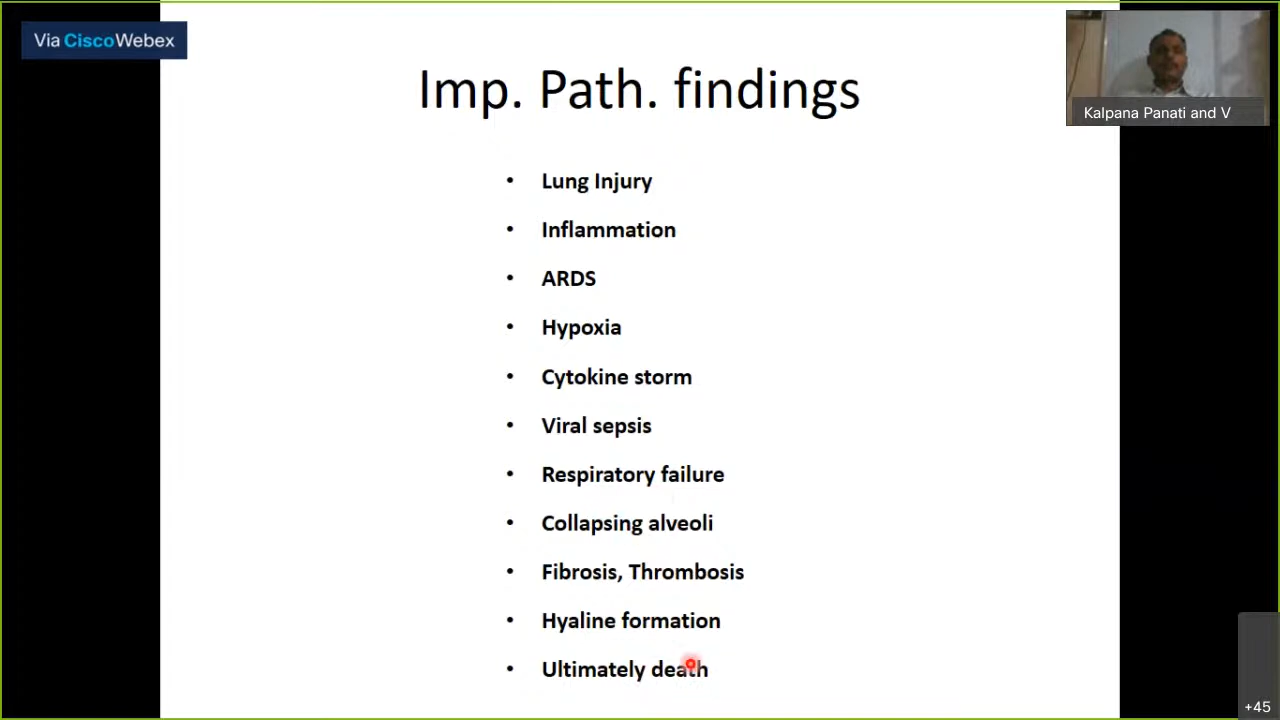 Via CiscoWebex
Imp. Path. findings
Kalpana Panati and V
• Lung Injury
• Inflammation
• ARDS
• Hypoxia
• Cytokine storm
• Viral sepsis
• Respiratory failure
• Collapsing alveoli
• Fibrosis, Thrombosis
• Hyaline formation
• Ultimately death
+45